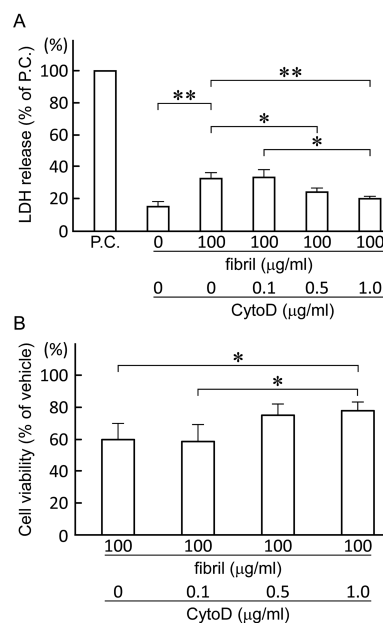 A
(%)
LDH release (% of P.C.)
100
80
60
40
20
0
**
**
*
*
P.C. 0 100 100 100 100
fibril (μg/ml)
0 0 0.1 0.5 1.0
CytoD (μg/ml)
B
(%)
Cell viability (% of vehicle)
100
80
60
40
20
0
*
*
100 100 100 100
fibril (μg/ml)
0 0.1 0.5 1.0
CytoD (μg/ml)